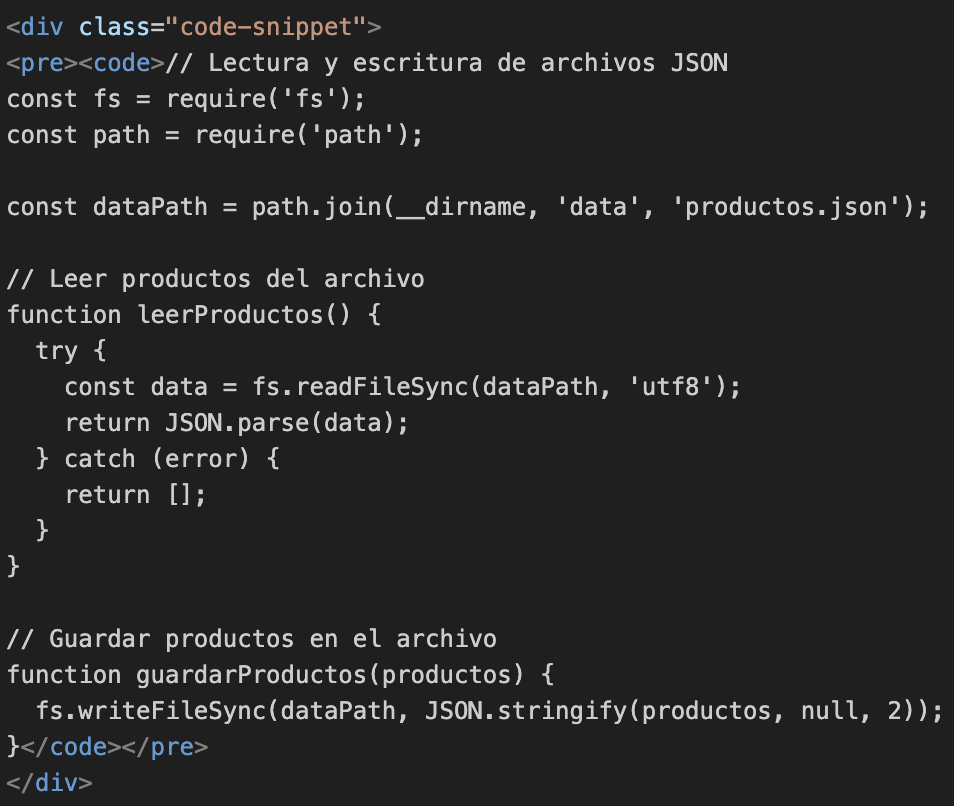 <div class="code-snippet">
<pre><code>// Lectura y escritura de archivos JSON
const fs = require('fs');
const path = require('path');

const dataPath = path.join(__dirname, 'data', 'productos.json');

// Leer productos del archivo
function leerProductos() {
  try {
    const data = fs.readFileSync(dataPath, 'utf8');
    return JSON.parse(data);
  } catch (error) {
    return [];
  }
}

// Guardar productos en el archivo
function guardarProductos(productos) {
  fs.writeFileSync(dataPath, JSON.stringify(productos, null, 2));
}</code></pre>
</div>